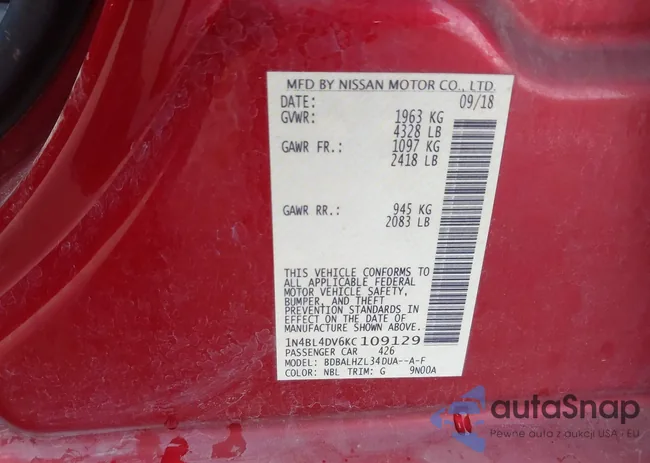 MFD BY NISSAN MOTOR CO., LTD.
DATE: 09/18
GVWR: 1963 KG
4328 LB
GAWR FR.: 1097 KG
2418 LB
GAWR RR.: 945 KG
2083 LB
THIS VEHICLE CONFORMS TO
ALL APPLICABLE FEDERAL
MOTOR VEHICLE SAFETY,
BUMPER, AND THEFT
PREVENTION STANDARDS IN
EFFECT ON THE DATE OF
MANUFACTURE SHOWN ABOVE.
1N4BL4DV6KC109129
PASSENGER CAR 426
MODEL: BDBALHZL34DUA--A-F
COLOR: NBL TRIM: G 9N00A
autaSnap
Pewne auta z aukcji USA - EU